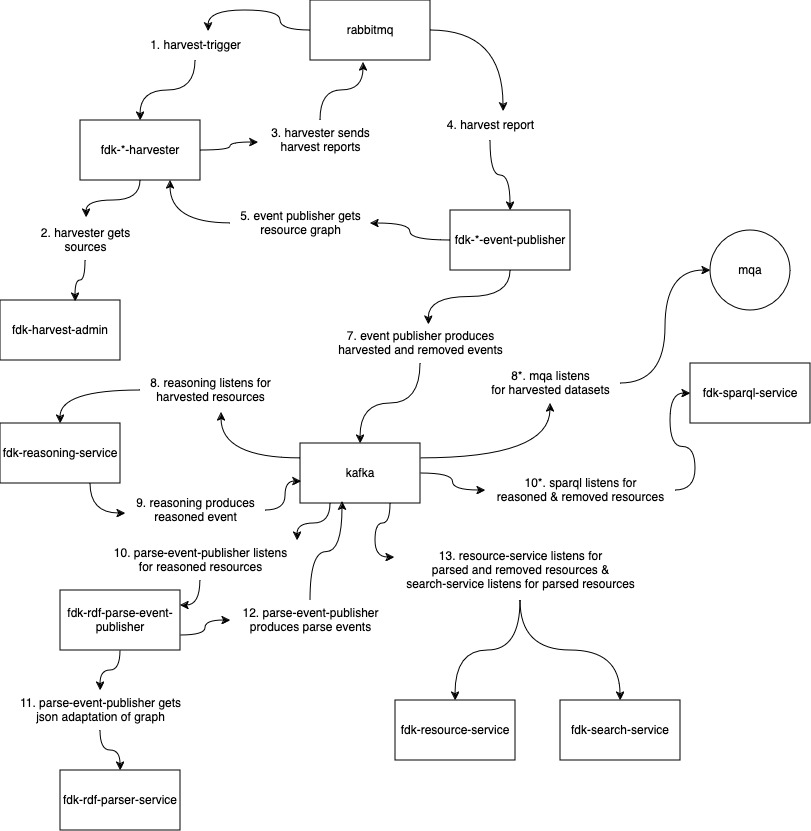 rabbitmq
1. harvest-trigger
4. harvest report
3. harvester sends
harvest reports
fdk-*-harvester
5. event publisher gets
resource graph
fdk-*-event-publisher
2. harvester gets
sources
mqa
fdk-harvest-admin
7. event publisher produces
harvested and removed events
8. reasoning listens for
harvested resources
8*. mqa listens
for harvested datasets
fdk-sparql-service
fdk-reasoning-service
kafka
10*. sparql listens for
reasoned & removed resources
9. reasoning produces
reasoned event
10. parse-event-publisher listens
for reasoned resources
13. resource-service listens for
parsed and removed resources &
search-service listens for parsed resources
fdk-rdf-parse-event-
publisher
12. parse-event-publisher
produces parse events
11. parse-event-publisher gets
json adaptation of graph
fdk-resource-service
fdk-search-service
fdk-rdf-parser-service